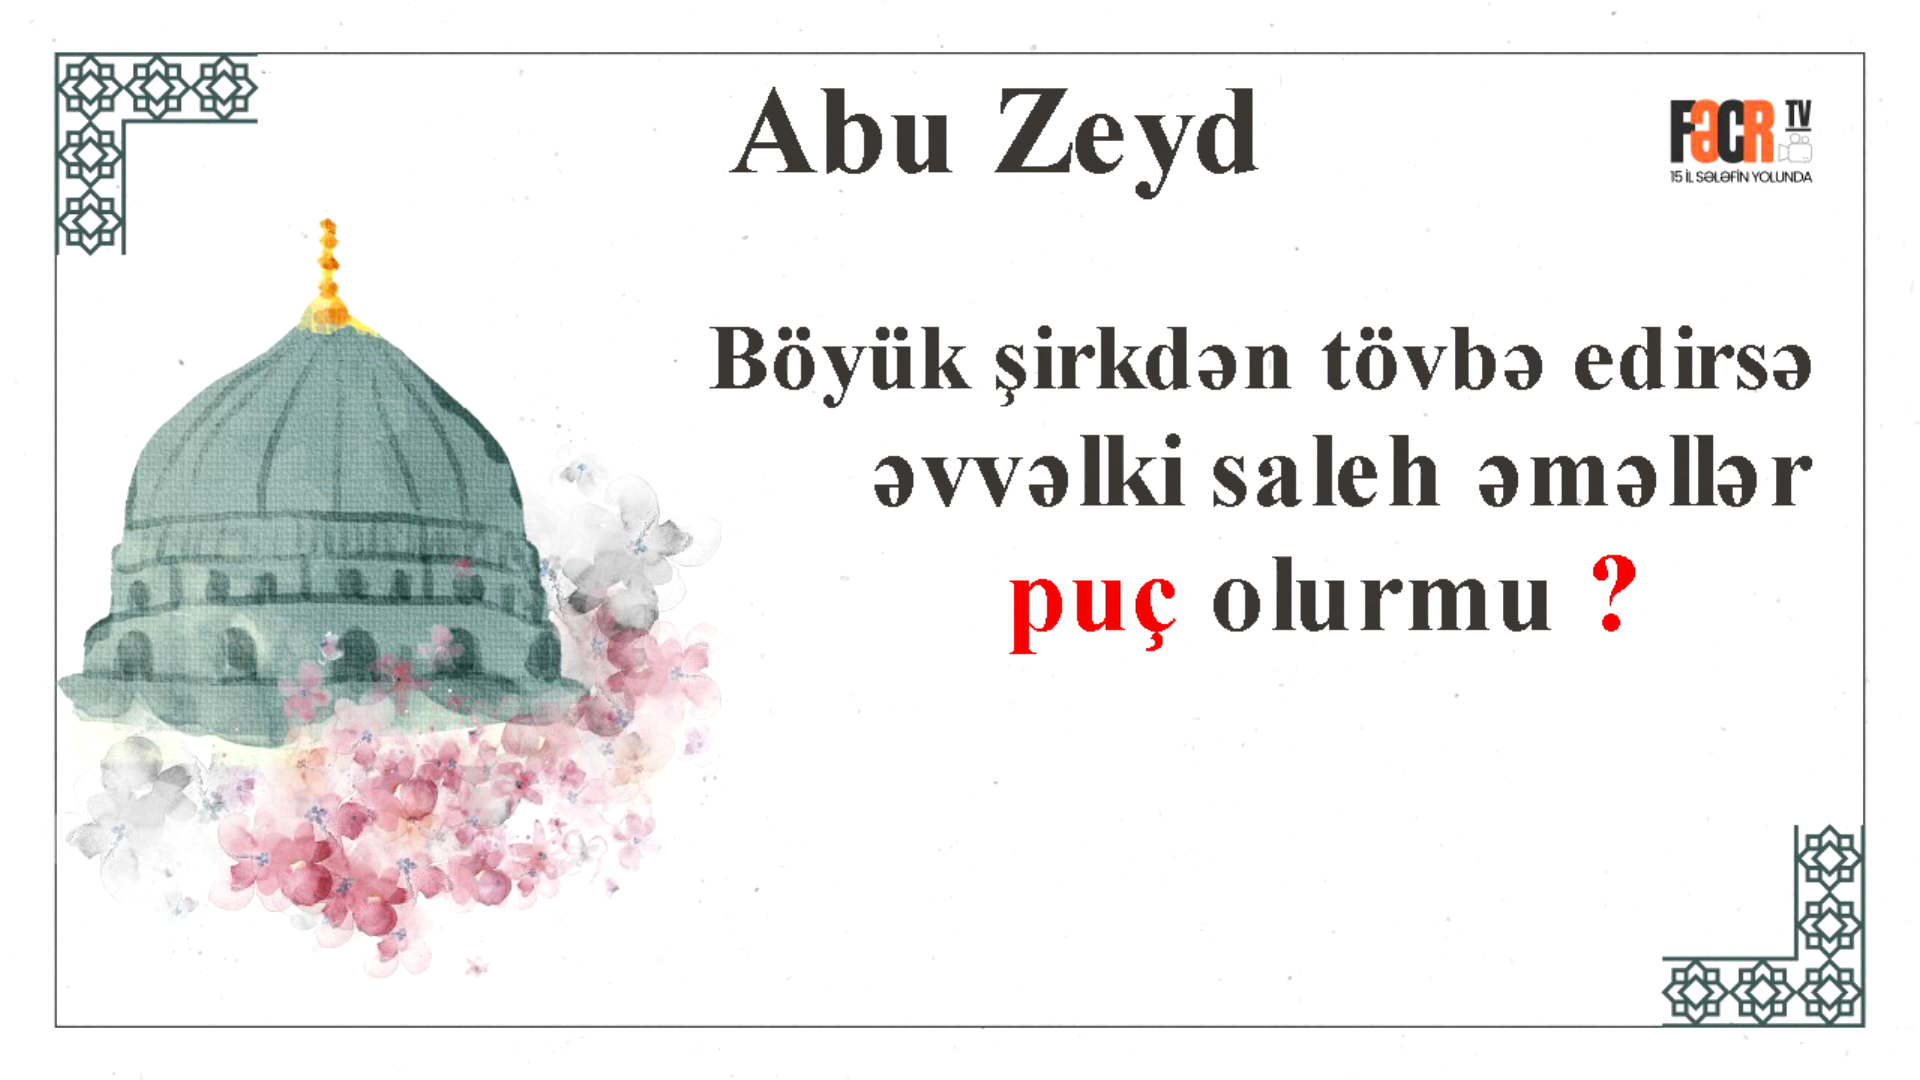 Abu Zeyd
FƏCR TV
15 İL SƏLƏFİN YOLUNDA
Böyük şirkdən tövbə edirsə
əvvəlki saleh əməllər
puç olurmu ?